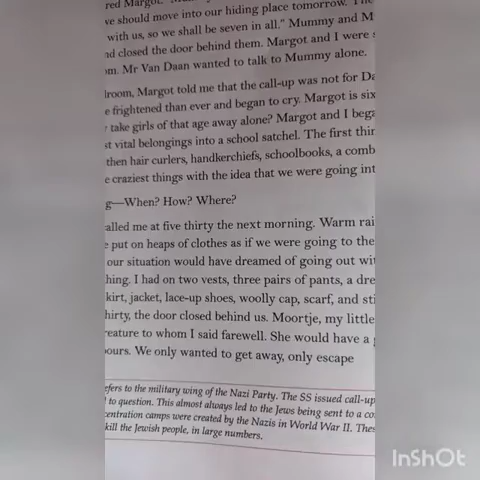 red Margot.
we should move into our hiding place tomorrow. The
with us, so we shall be seven in all." Mummy and M
nd closed the door behind them. Margot and I were s
om. Mr Van Daan wanted to talk to Mummy alone.
lroom, Margot told me that the call-up was not for Da
e frightened than ever and began to cry. Margot is six
take girls of that age away alone? Margot and I bega
st vital belongings into a school satchel. The first thin
then hair curlers, handkerchiefs, schoolbooks, a comb
e craziest things with the idea that we were going int
g—When? How? Where?
alled me at five thirty the next morning. Warm rai
e put on heaps of clothes as if we were going to the
our situation would have dreamed of going out wit
hing. I had on two vests, three pairs of pants, a dre
kirt, jacket, lace-up shoes, woolly cap, scarf, and sti
hirty, the door closed behind us. Moortje, my little
reature to whom I said farewell. She would have a
ours. We only wanted to get away, only escape
efers to the military wing of the Nazi Party. The SS issued call-up
to question. This almost always led to the Jews being sent to a co
centration camps were created by the Nazis in World War II. Thes
kill the Jewish people, in large numbers.
InShOt